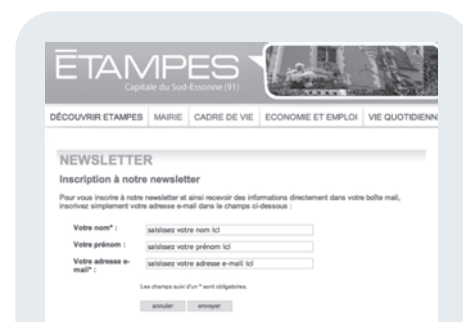 ÉTAMPES
Capitale du Sud-Essonne (91)
DÉCOUVRIR ETAMPES MAIRIE CADRE DE VIE ECONOMIE ET EMPLOI VIE QUOTIDIENN
NEWSLETTER
Inscription à notre newsletter
Pour vous inscrire à notre newsletter et ainsi recevoir des informations directement dans votre boîte mail,
inscrivez simplement votre adresse e-mail dans le champs ci-dessous :
Votre nom* : saisissez votre nom ici
Votre prénom : saisissez votre prénom ici
Votre adresse e-
mail* : saisissez votre adresse e-mail ici
Les champs suivi d'un * sont obligatoires.
annuler envoyer